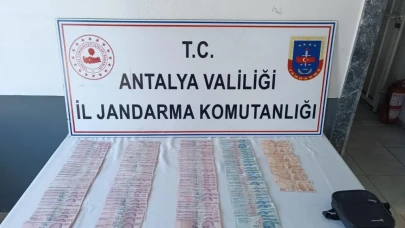 T.C.
ANTALYA VALİLİĞİ
İL JANDARMA KOMUTANLIĞI